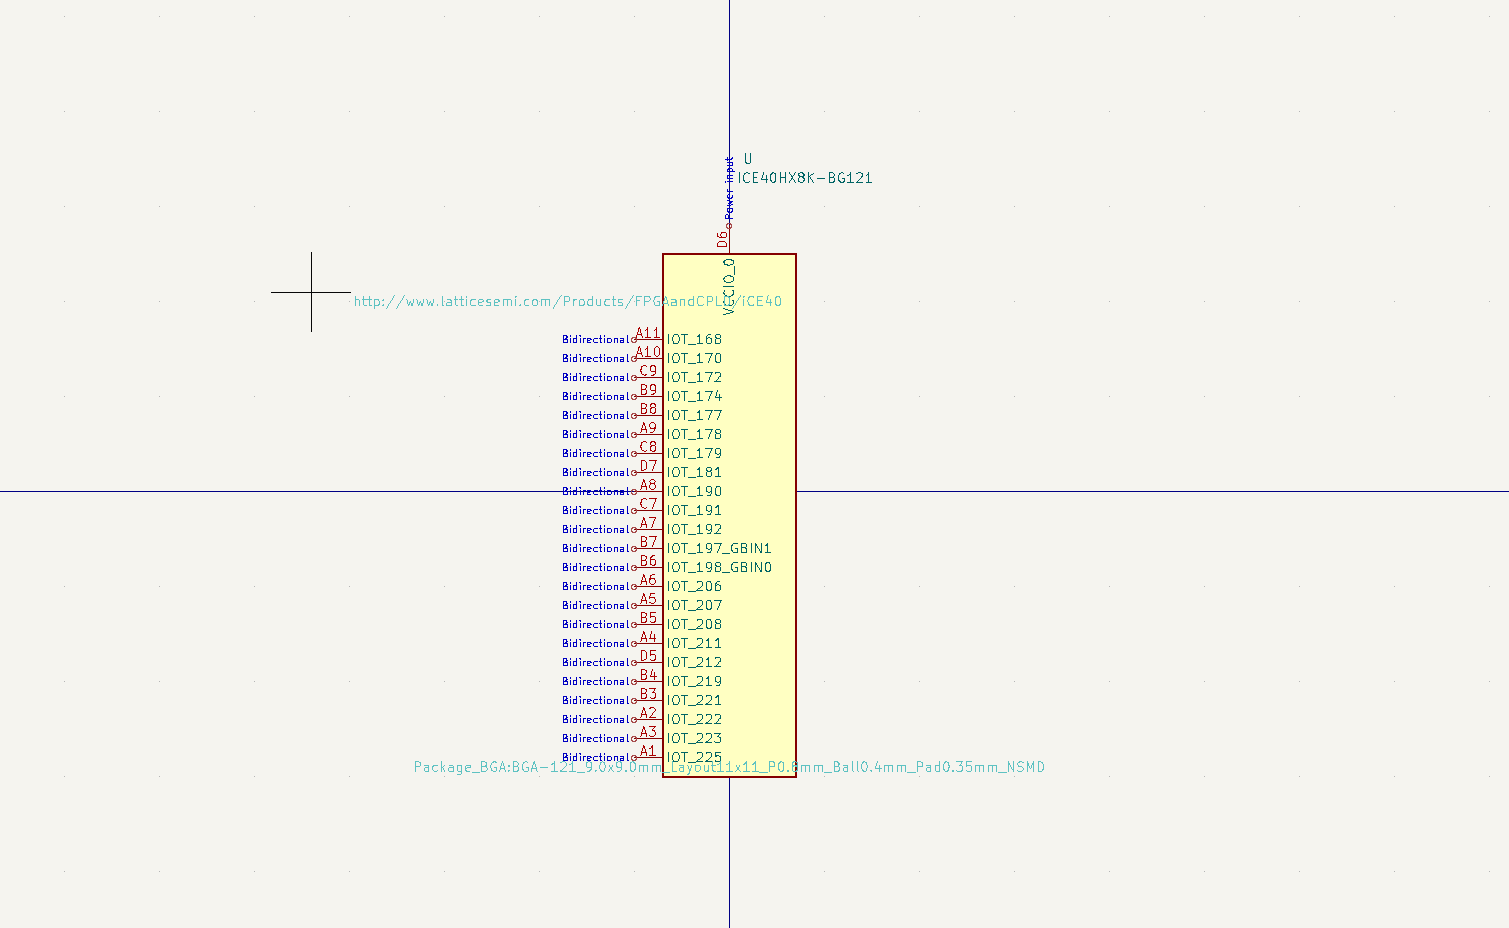 U
ICE40HX8K-BG121
Power input
D6
VCCIO_0
http://www.latticesemi.com/Products/FPGAandCPLD/iCE40
Bidirectional A11 IOT_168
Bidirectional A10 IOT_170
Bidirectional C9 IOT_172
Bidirectional B9 IOT_174
Bidirectional B8 IOT_177
Bidirectional A9 IOT_178
Bidirectional C8 IOT_179
Bidirectional D7 IOT_181
Bidirectional A8 IOT_190
Bidirectional C7 IOT_191
Bidirectional A7 IOT_192
Bidirectional B7 IOT_197_GBIN1
Bidirectional B6 IOT_198_GBIN0
Bidirectional A6 IOT_206
Bidirectional A5 IOT_207
Bidirectional B5 IOT_208
Bidirectional A4 IOT_211
Bidirectional D5 IOT_212
Bidirectional B4 IOT_219
Bidirectional B3 IOT_221
Bidirectional A2 IOT_222
Bidirectional A3 IOT_223
Bidirectional A1 IOT_225
Package_BGA:BGA-121_9.0x9.0mm_Layout11x11_P0.8mm_Ball0.4mm_Pad0.35mm_NSMD